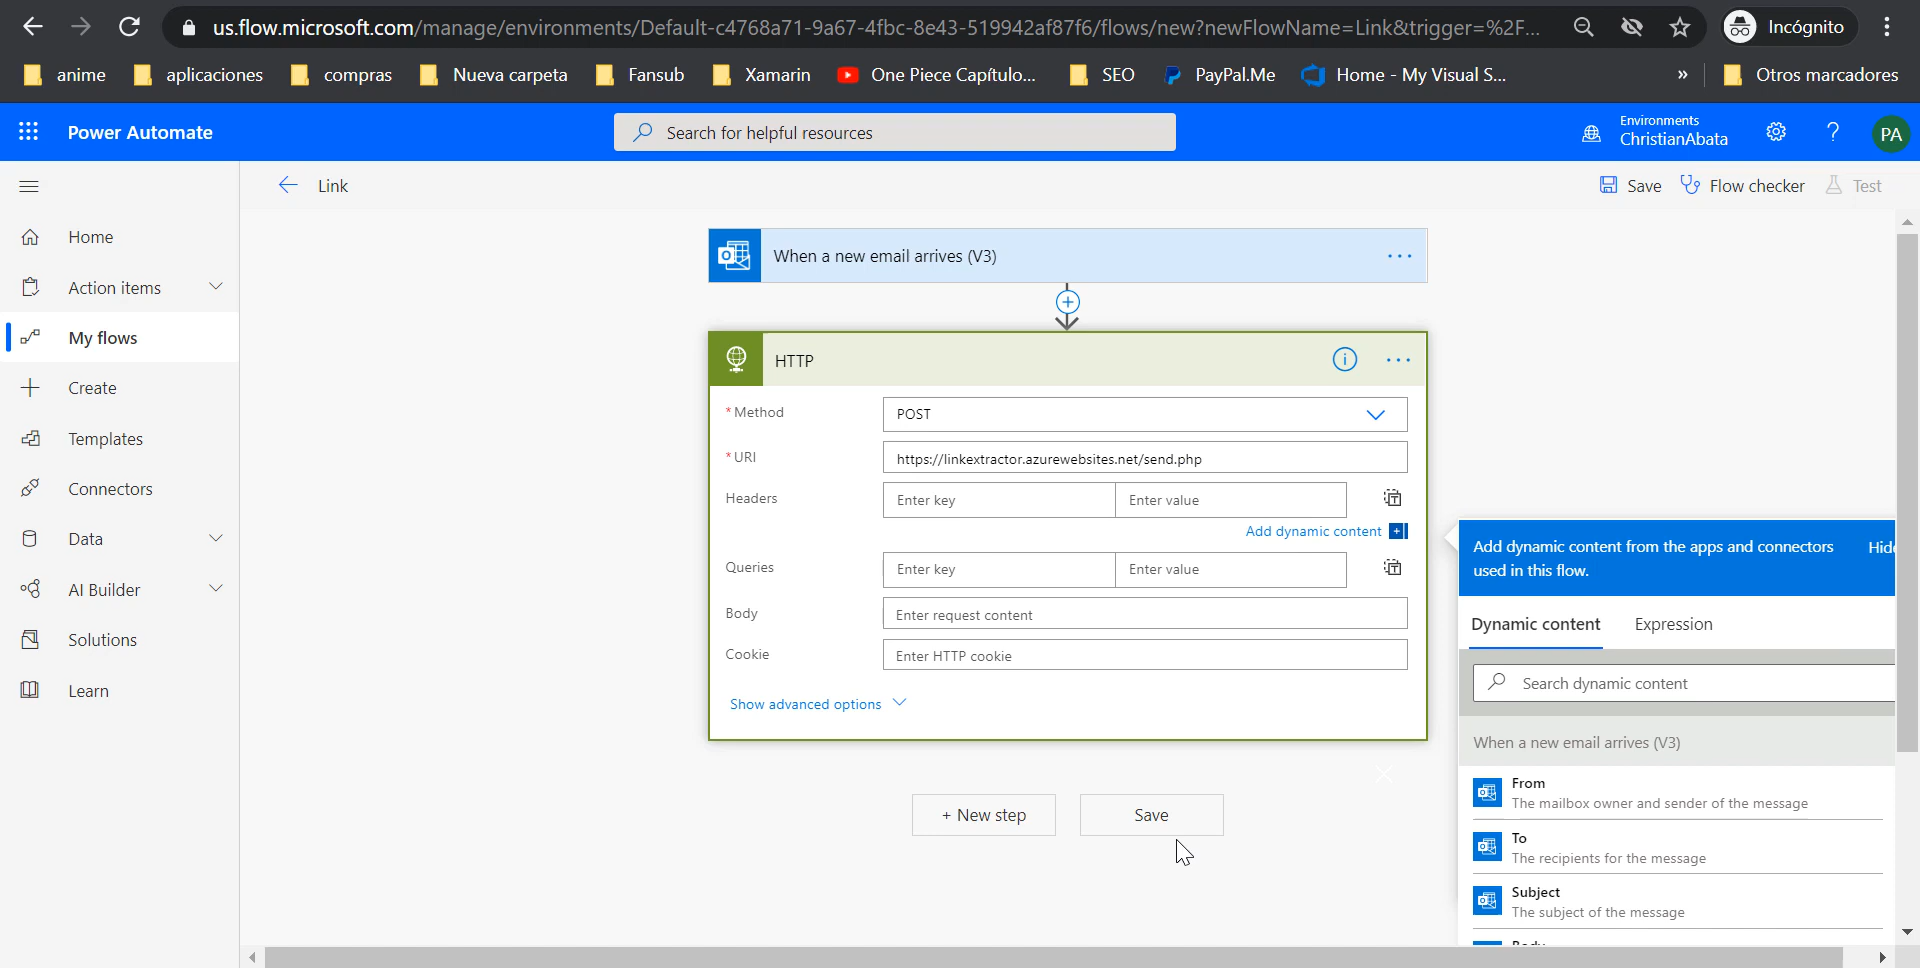 us.flow.microsoft.com/manage/environments/Default-c4768a71-9a67-4fbc-8e43-519942af87f6/flows/new?newFlowName=Link&trigger=%2F...
Incógnito
anime
aplicaciones
compras
Nueva carpeta
Fansub
Xamarin
One Piece Capítulo...
SEO
PayPal.Me
Home - My Visual S...
»
Otros marcadores
Power Automate
Search for helpful resources
Environments
ChristianAbata
?
PA
Link
Save
Flow checker
Test
Home
Action items
My flows
Create
Templates
Connectors
Data
AI Builder
Solutions
Learn
When a new email arrives (V3)
...
HTTP
...
* Method
POST
* URI
https://linkextractor.azurewebsites.net/send.php
Headers
Enter key
Enter value
Add dynamic content
Queries
Enter key
Enter value
Body
Enter request content
Cookie
Enter HTTP cookie
Show advanced options
+ New step
Save
Add dynamic content from the apps and connectors
used in this flow.
Hide
Dynamic content
Expression
Search dynamic content
When a new email arrives (V3)
From
The mailbox owner and sender of the message
To
The recipients for the message
Subject
The subject of the message